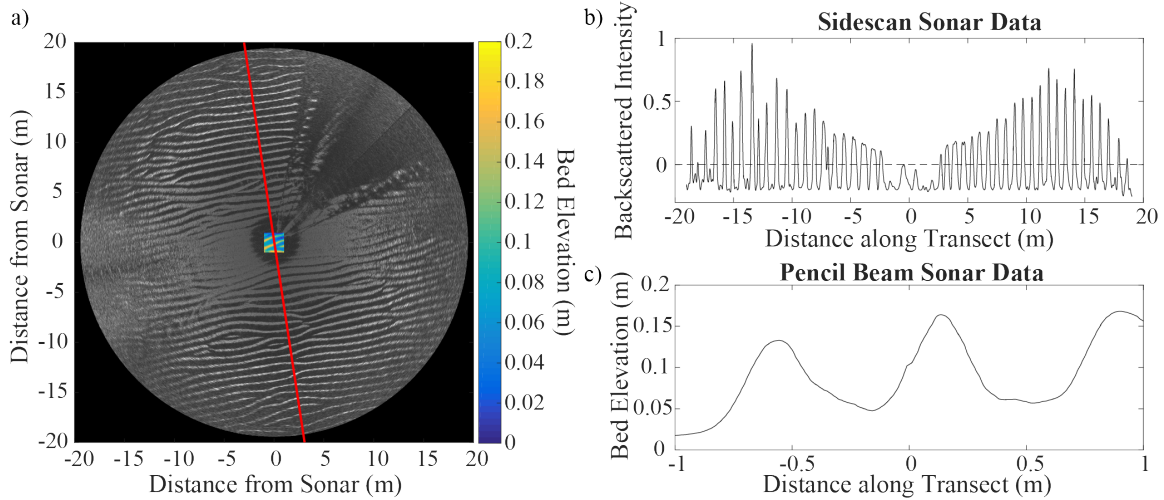 a)
20
15
10
5
0
-5
-10
-15
-20
Distance from Sonar (m)
-20 -15 -10 -5 0 5 10 15 20
Distance from Sonar (m)
0.2
0.18
0.16
0.14
0.12
0.1
0.08
0.06
0.04
0.02
0
Bed Elevation (m)
b)
Sidescan Sonar Data
1
0.5
0
Backscattered Intensity
-20 -15 -10 -5 0 5 10 15 20
Distance along Transect (m)
c)
Pencil Beam Sonar Data
0.2
0.15
0.1
0.05
0
Bed Elevation (m)
-1 -0.5 0 0.5 1
Distance along Transect (m)